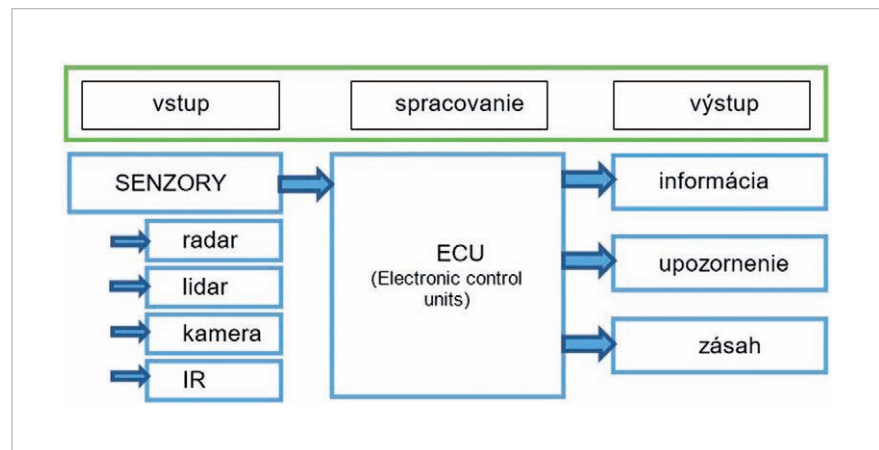 vstup
spracovanie
výstup
SENZORY
radar
lidar
kamera
IR
ECU
(Electronic control
units)
informácia
upozornenie
zásah